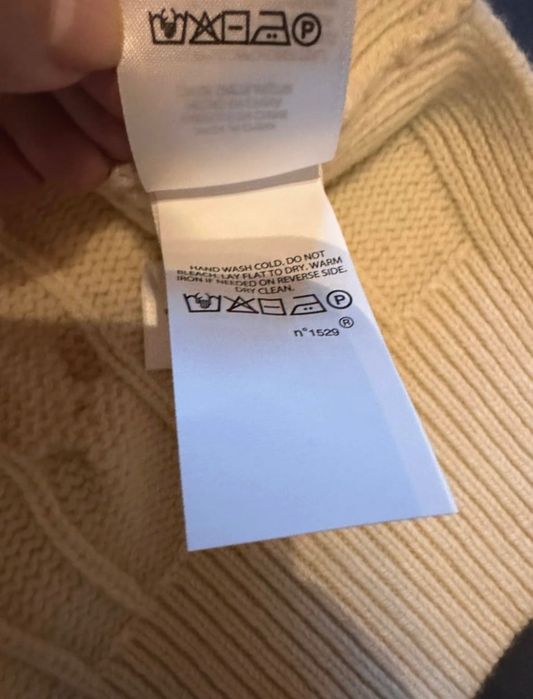 HAND WASH COLD. DO NOT
BLEACH. LAY FLAT TO DRY. WARM
IRON IF NEEDED ON REVERSE SIDE.
DRY CLEAN.
P
P
n°1529 ®